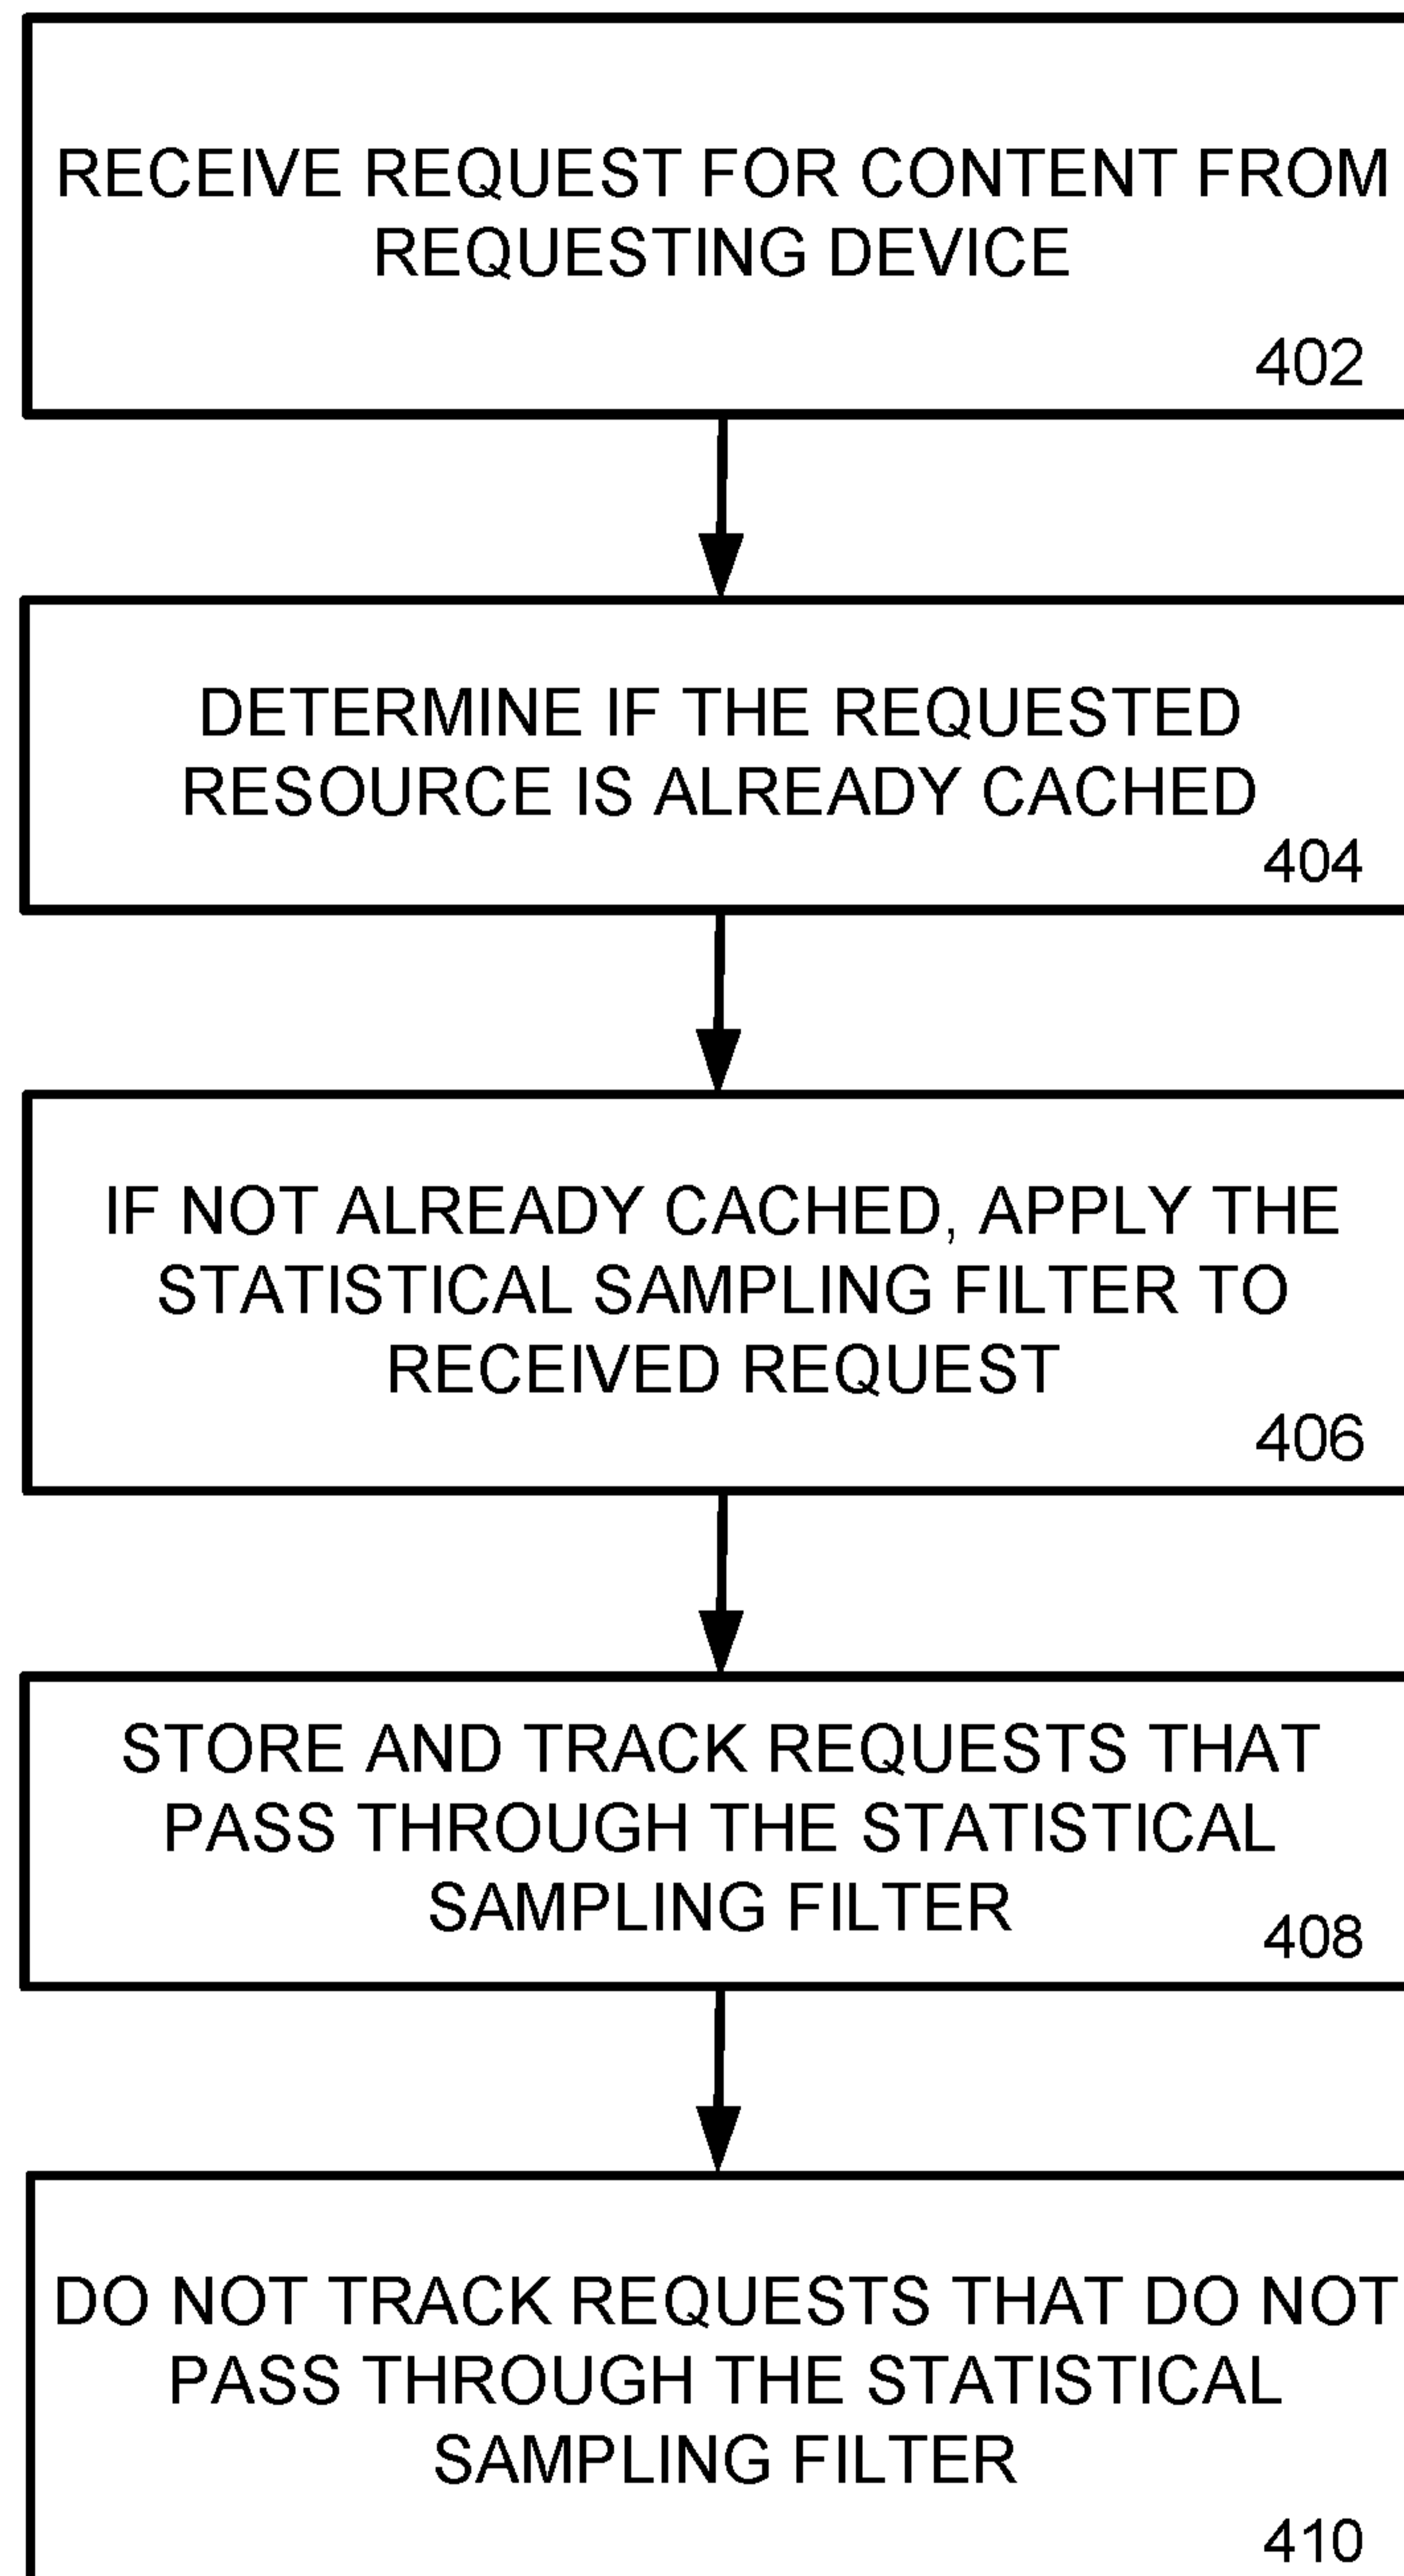 RECEIVE REQUEST FOR CONTENT FROM
REQUESTING DEVICE
402
DETERMINE IF THE REQUESTED
RESOURCE IS ALREADY CACHED
404
IF NOT ALREADY CACHED, APPLY THE
STATISTICAL SAMPLING FILTER TO
RECEIVED REQUEST
406
STORE AND TRACK REQUESTS THAT
PASS THROUGH THE STATISTICAL
SAMPLING FILTER
408
DO NOT TRACK REQUESTS THAT DO NOT
PASS THROUGH THE STATISTICAL
SAMPLING FILTER
410